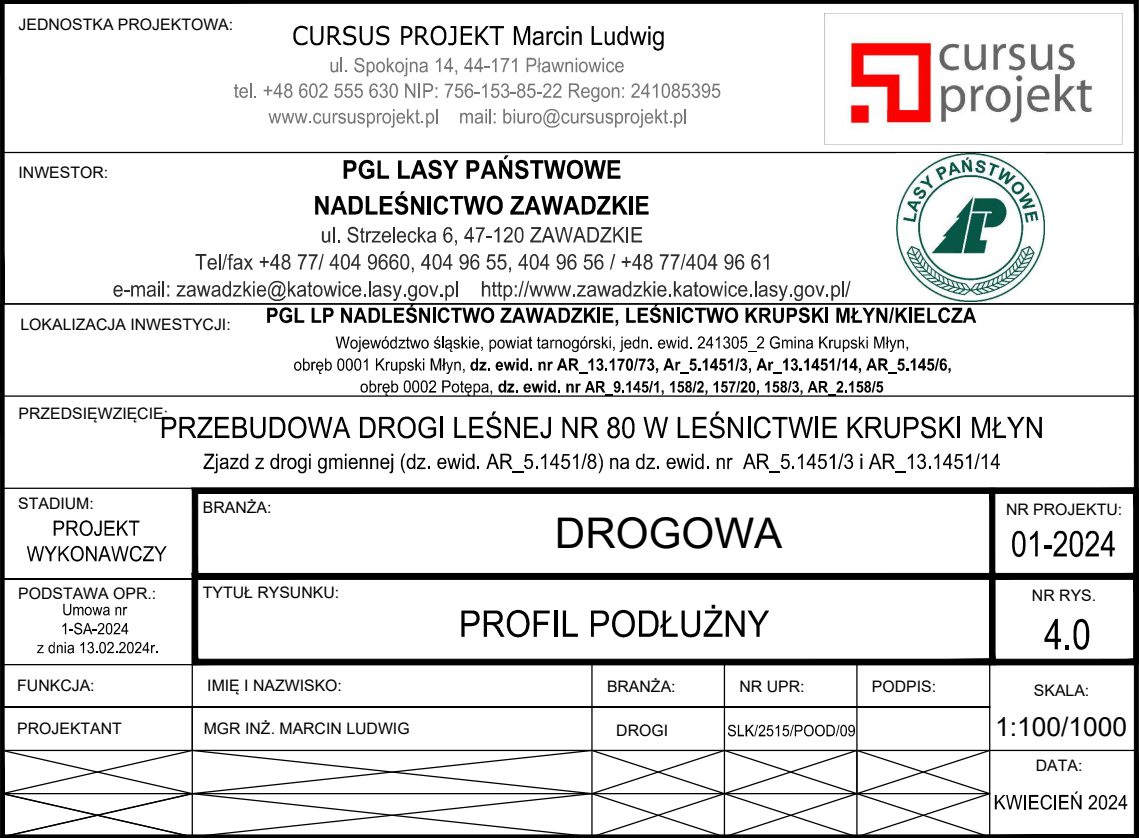 JEDNOSTKA PROJEKTOWA:
CURSUS PROJEKT Marcin Ludwig
ul. Spokojna 14, 44-171 Pławniowice
tel. +48 602 555 630 NIP: 756-153-85-22 Regon: 241085395
www.cursusprojekt.pl mail: biuro@cursusprojekt.pl
cursus
projekt
INWESTOR:
PGL LASY PAŃSTWOWE
NADLEŚNICTWO ZAWADZKIE
ul. Strzelecka 6, 47-120 ZAWADZKIE
Tel/fax +48 77/ 404 9660, 404 96 55, 404 96 56 / +48 77/404 96 61
e-mail: zawadzkie@katowice.lasy.gov.pl http://www.zawadzkie.katowice.lasy.gov.pl/
LASY PAŃSTWOWE
LP
LOKALIZACJA INWESTYCJI:
PGL LP NADLEŚNICTWO ZAWADZKIE, LEŚNICTWO KRUPSKI MŁYN/KIELCZA
Województwo śląskie, powiat tarnogórski, jedn. ewid. 241305_2 Gmina Krupski Młyn,
obręb 0001 Krupski Młyn, dz. ewid. nr AR_13.170/73, Ar_5.1451/3, Ar_13.1451/14, AR_5.145/6,
obręb 0002 Potępa, dz. ewid. nr AR_9.145/1, 158/2, 157/20, 158/3, AR_2.158/5
PRZEDSIĘWZIĘCIE:
PRZEBUDOWA DROGI LEŚNEJ NR 80 W LEŚNICTWIE KRUPSKI MŁYN
Zjazd z drogi gmiennej (dz. ewid. AR_5.1451/8) na dz. ewid. nr AR_5.1451/3 i AR_13.1451/14
STADIUM:
PROJEKT
WYKONAWCZY
BRANŻA:
DROGOWA
NR PROJEKTU:
01-2024
PODSTAWA OPR.:
Umowa nr
1-SA-2024
z dnia 13.02.2024r.
TYTUŁ RYSUNKU:
PROFIL PODŁUŻNY
NR RYS.
4.0
FUNKCJA:
IMIĘ I NAZWISKO:
BRANŻA:
NR UPR:
PODPIS:
SKALA:
1:100/1000
PROJEKTANT
MGR INŻ. MARCIN LUDWIG
DROGI
SLK/2515/POOD/09
DATA:
KWIECIEŃ 2024